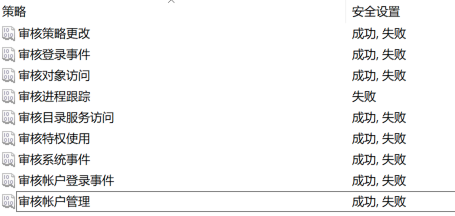 策略 安全设置
审核策略更改 成功, 失败
审核登录事件 成功, 失败
审核对象访问 成功, 失败
审核进程跟踪 失败
审核目录服务访问 成功, 失败
审核特权使用 成功, 失败
审核系统事件 成功, 失败
审核帐户登录事件 成功, 失败
审核帐户管理 成功, 失败